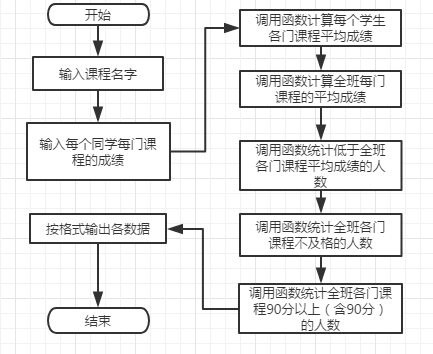 开始
输入课程名字
输入每个同学每门课
程的成绩
调用函数计算每个学生
各门课程平均成绩
调用函数计算全班每门
课程的平均成绩
调用函数统计低于全班
各门课程平均成绩的人
数
调用函数统计全班各门
课程不及格的人数
调用函数统计全班各门课
程90分以上（含90分）
的人数
按格式输出各数据
结束